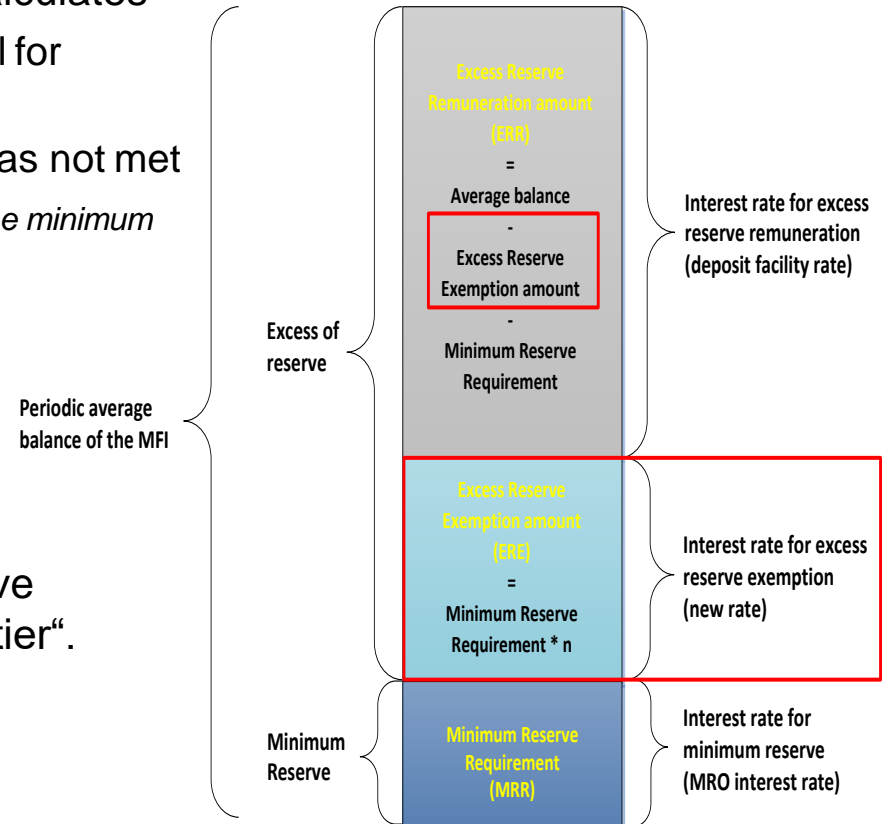 alculates
l for
as not met
e minimum
ve
tier“.
Periodic average
balance of the MFI
Excess of
reserve
Minimum
Reserve
Excess Reserve
Remuneration amount
(ERR)
=
Average balance
-
Excess Reserve
Exemption amount
-
Minimum Reserve
Requirement
Excess Reserve
Exemption amount
(ERE)
=
Minimum Reserve
Requirement * n
Minimum Reserve
Requirement
(MRR)
Interest rate for excess
reserve remuneration
(deposit facility rate)
Interest rate for excess
reserve exemption
(new rate)
Interest rate for
minimum reserve
(MRO interest rate)